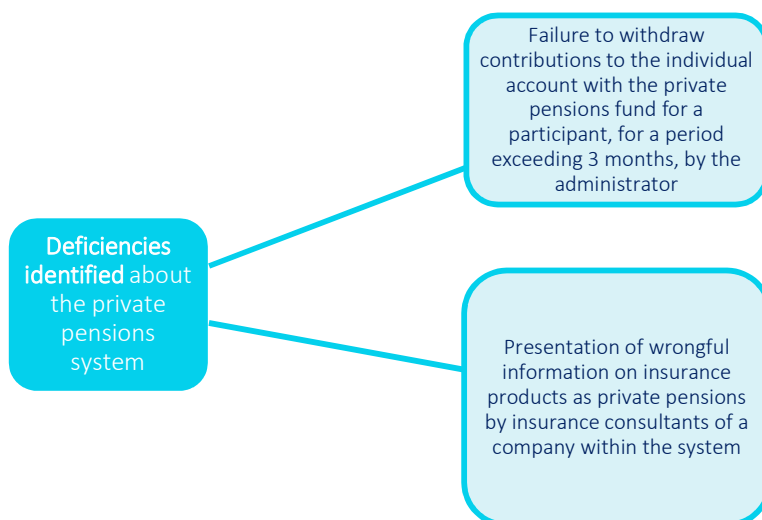 Failure to withdraw
contributions to the individual
account with the private
pensions fund for a
participant, for a period
exceeding 3 months, by the
administrator
Deficiencies
identified about
the private
pensions
system
Presentation of wrongful
information on insurance
products as private pensions
by insurance consultants of a
company within the system